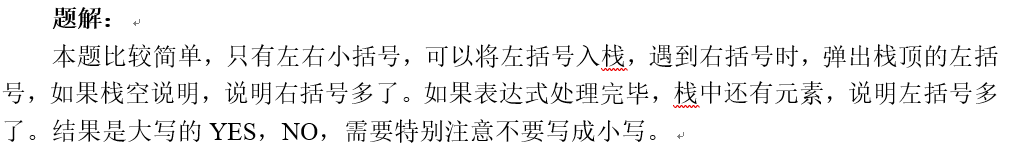 题解：
本题比较简单，只有左右小括号，可以将左括号入栈，遇到右括号时，弹出栈顶的左括
号，如果栈空说明，说明右括号多了。如果表达式处理完毕，栈中还有元素，说明左括号多
了。结果是大写的 YES，NO，需要特别注意不要写成小写。